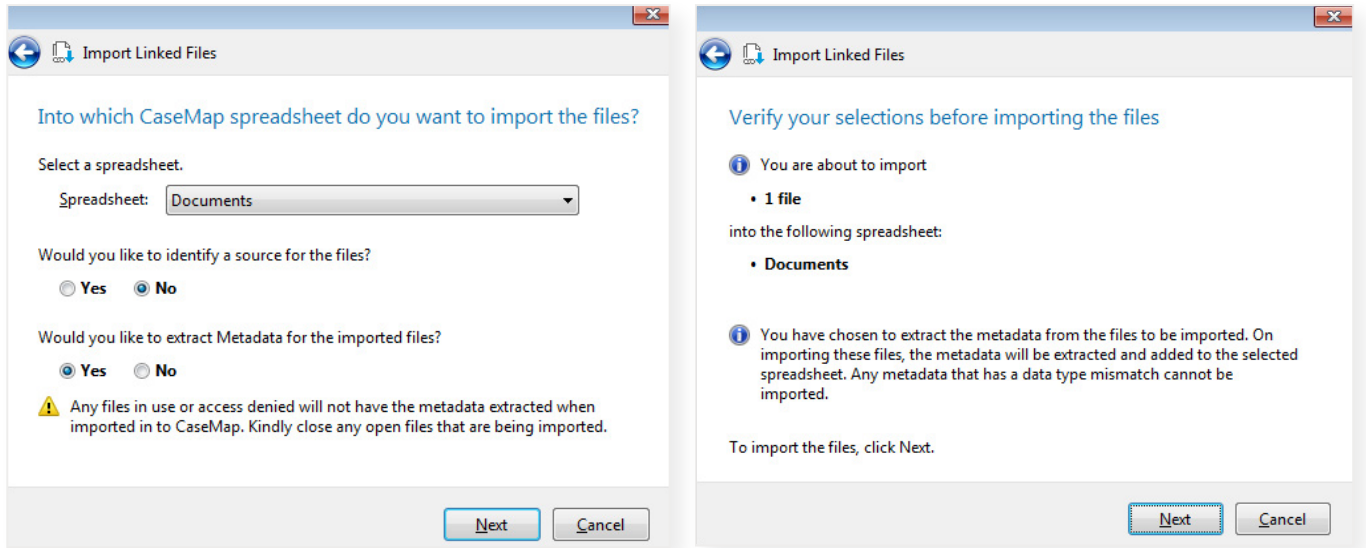 Import Linked Files
Into which CaseMap spreadsheet do you want to import the files?
Select a spreadsheet.
Spreadsheet: Documents
Would you like to identify a source for the files?
Yes No
Would you like to extract Metadata for the imported files?
Yes No
Any files in use or access denied will not have the metadata extracted when
imported in to CaseMap. Kindly close any open files that are being imported.
Next Cancel
Import Linked Files
Verify your selections before importing the files
You are about to import
• 1 file
into the following spreadsheet:
• Documents
You have chosen to extract the metadata from the files to be imported. On
importing these files, the metadata will be extracted and added to the selected
spreadsheet. Any metadata that has a data type mismatch cannot be
imported.
To import the files, click Next.
Next Cancel